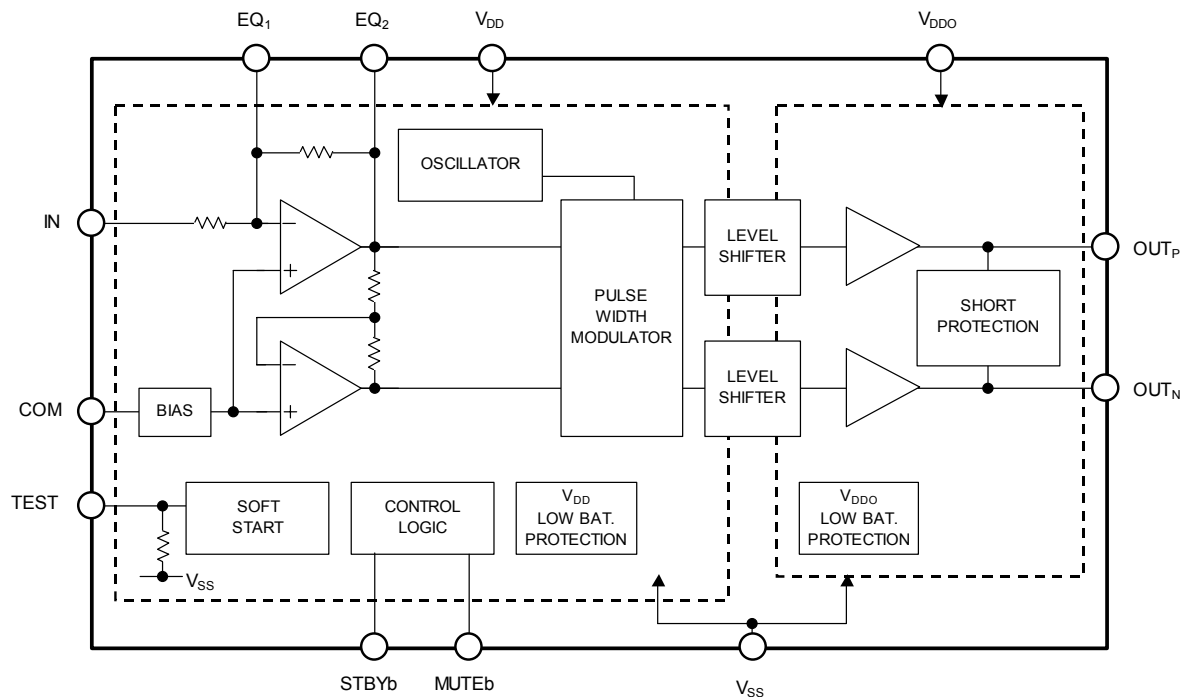 EQ1
EQ2
VDD
VDDO
OSCILLATOR
IN
−
+
PULSE
WIDTH
MODULATOR
LEVEL
SHIFTER
OUTP
SHORT
PROTECTION
−
+
LEVEL
SHIFTER
OUTN
COM
BIAS
TEST
SOFT
START
VSS
CONTROL
LOGIC
VDD
LOW BAT.
PROTECTION
VDDO
LOW BAT.
PROTECTION
STBYb
MUTEb
VSS